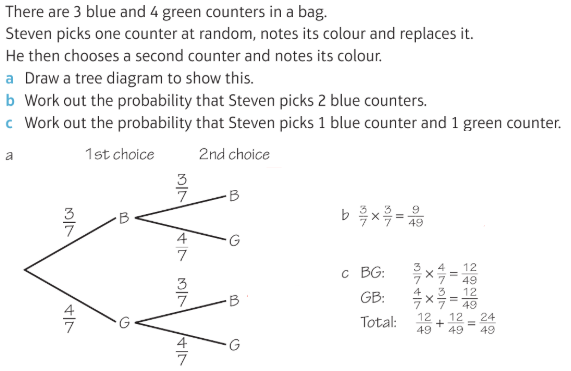 There are 3 blue and 4 green counters in a bag.
Steven picks one counter at random, notes its colour and replaces it.
He then chooses a second counter and notes its colour.
a Draw a tree diagram to show this.
b Work out the probability that Steven picks 2 blue counters.
c Work out the probability that Steven picks 1 blue counter and 1 green counter.
a 1st choice 2nd choice
3/7 B
3/7 B
4/7 G
4/7 G
3/7 B
4/7 G
b 3/7 × 3/7 = 9/49
c BG: 3/7 × 4/7 = 12/49
GB: 4/7 × 3/7 = 12/49
Total: 12/49 + 12/49 = 24/49